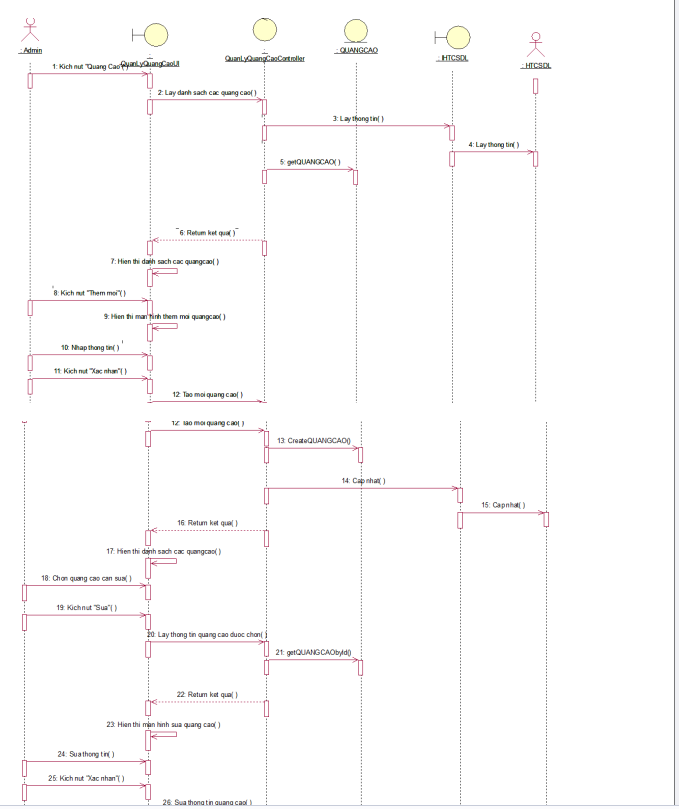 : Admin
QuanLyQuangCaoUI
QuanLyQuangCaoController
: QUANGCAO
: IHTCSDL
: HTCSDL
1: Kich nut "Quang Cao"( )
2: Lay danh sach cac quang cao( )
3: Lay thong tin( )
4: Lay thong tin( )
5: getQUANGCAO( )
6: Return ket qua( )
7: Hien thi danh sach cac quangcao( )
8: Kich nut "Them moi"( )
9: Hien thi man hinh them moi quangcao( )
10: Nhap thong tin( )
11: Kich nut "Xac nhan"( )
12: Tao moi quang cao( )
12: Tao moi quang cao( )
13: CreateQUANGCAO()
14: Cap nhat( )
15: Cap nhat( )
16: Return ket qua( )
17: Hien thi danh sach cac quangcao( )
18: Chon quang cao can sua( )
19: Kich nut "Sua"( )
20: Lay thong tin quang cao duoc chon( )
21: getQUANGCAObyId()
22: Return ket qua( )
23: Hien thi man hinh sua quang cao( )
24: Sua thong tin( )
25: Kich nut "Xac nhan"( )
26: Sua thong tin quang cao( )